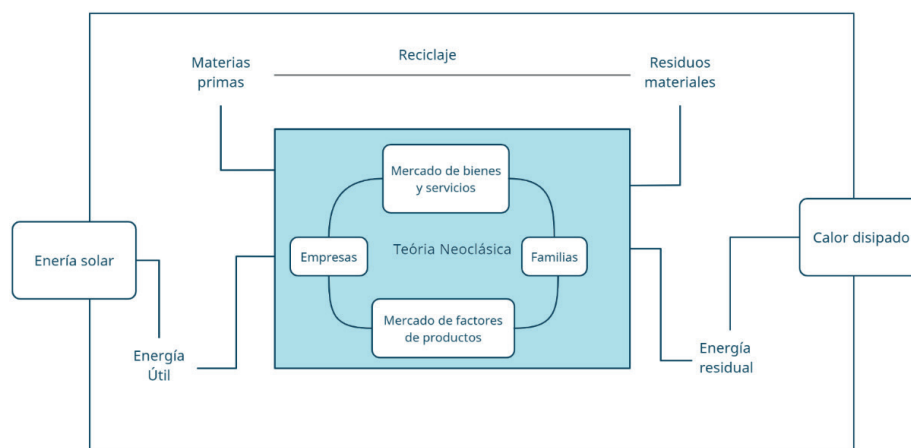 Materias
primas
Reciclaje
Residuos
materiales
Mercado de bienes
y servicios
Enería solar
Empresas
Teória Neoclásica
Familias
Calor disipado
Mercado de factores
de productos
Energía
Útil
Energía
residual